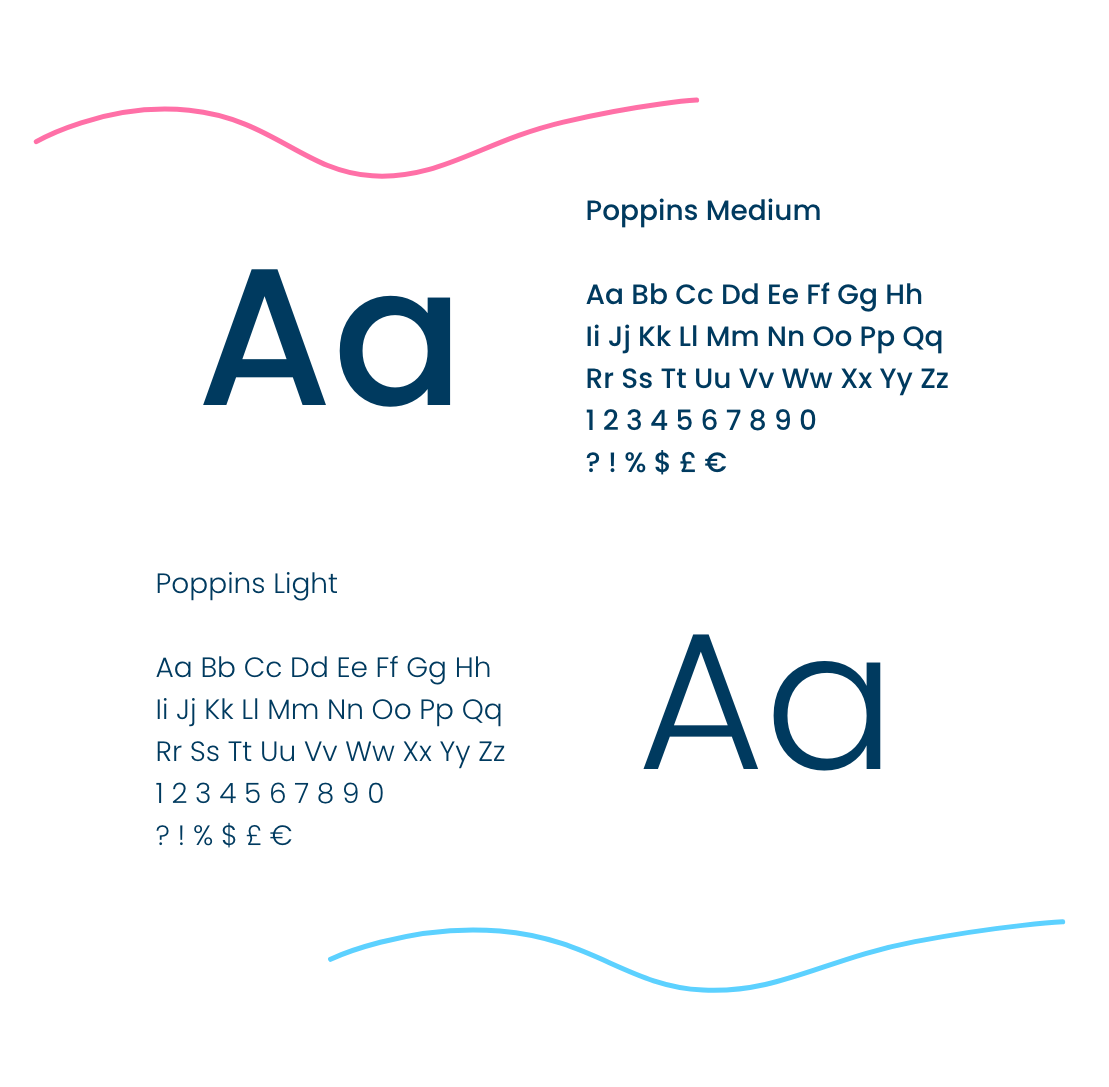 Poppins Medium
Aa
Aa Bb Cc Dd Ee Ff Gg Hh
Ii Jj Kk Ll Mm Nn Oo Pp Qq
Rr Ss Tt Uu Vv Ww Xx Yy Zz
1 2 3 4 5 6 7 8 9 0
? ! % $ £ €
Poppins Light
Aa Bb Cc Dd Ee Ff Gg Hh
Ii Jj Kk Ll Mm Nn Oo Pp Qq
Rr Ss Tt Uu Vv Ww Xx Yy Zz
1 2 3 4 5 6 7 8 9 0
? ! % $ £ €
Aa